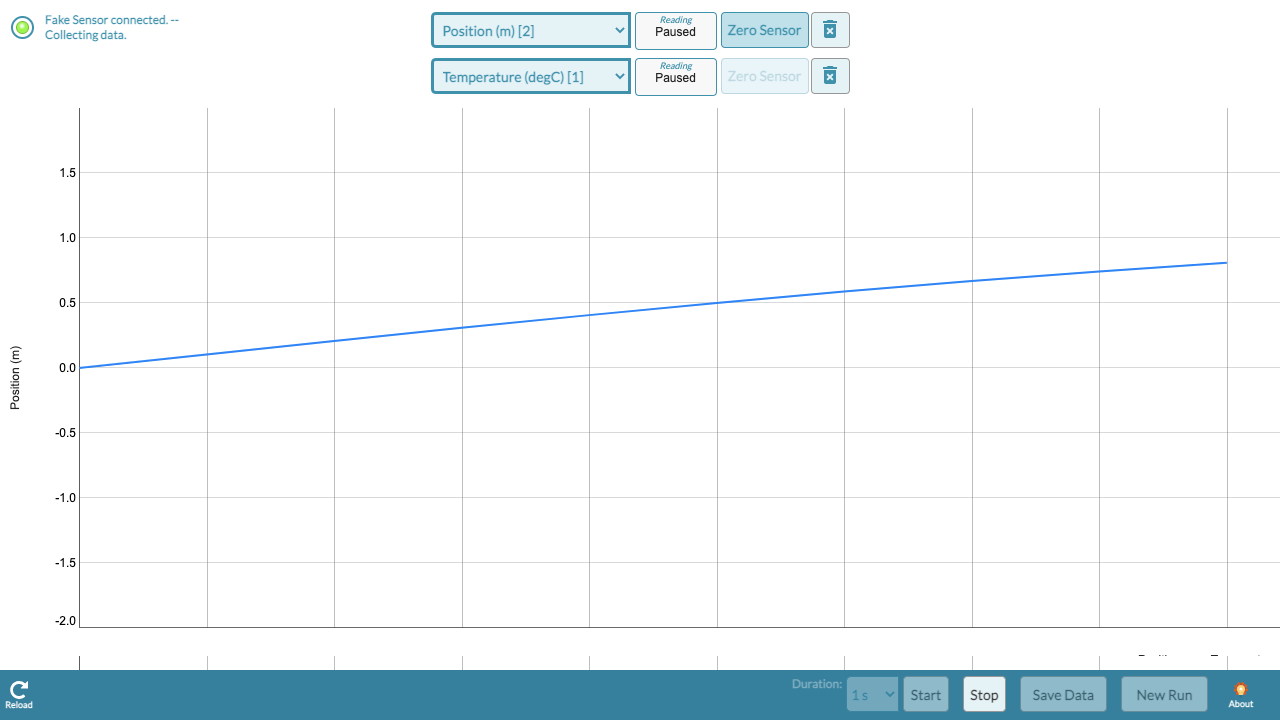 Fake Sensor connected. --
Collecting data.
Position (m) [2]
Reading
Paused
Zero Sensor
Temperature (degC) [1]
Reading
Paused
Zero Sensor
1.5
1.0
0.5
0.0
-0.5
-1.0
-1.5
-2.0
Position (m)
Reload
Duration:
1 s
Start
Stop
Save Data
New Run
About